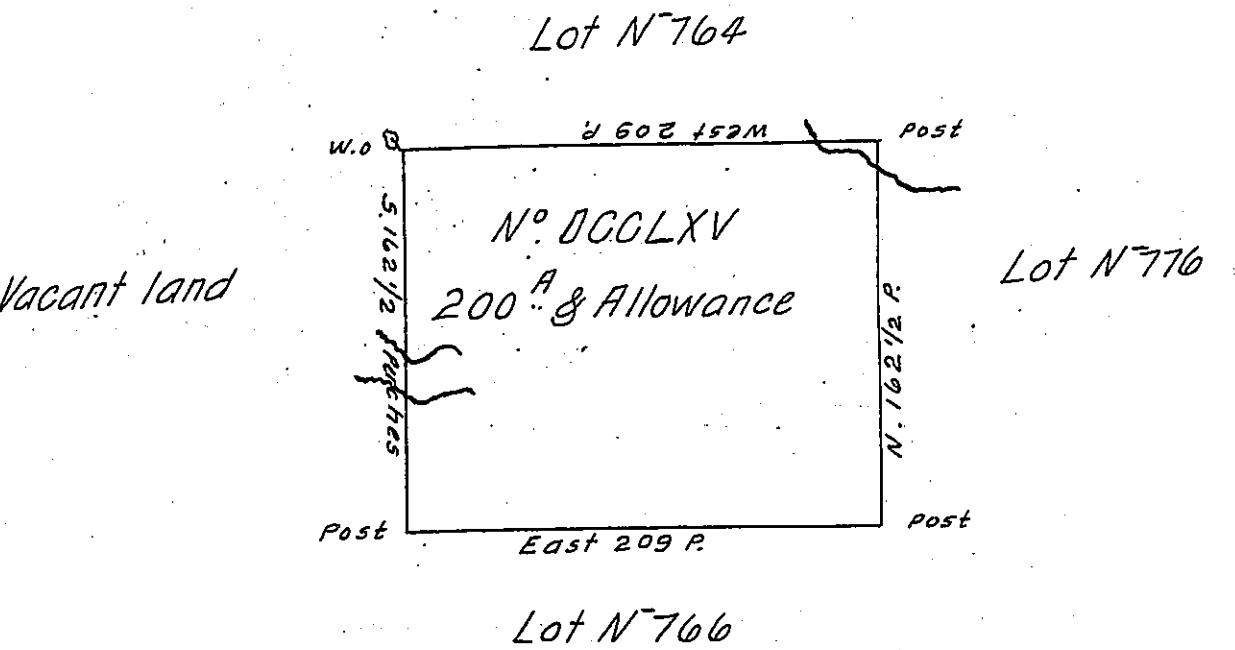 Lot N- 764
West 209 P.
W.O
Post
S. 162 1/2 Perches
Nº. DCCLXV
200 A & Allowance
Vacant land
Lot N- 776
N. 162 1/2 P.
Post
East 209 P.
Post
Lot N- 766